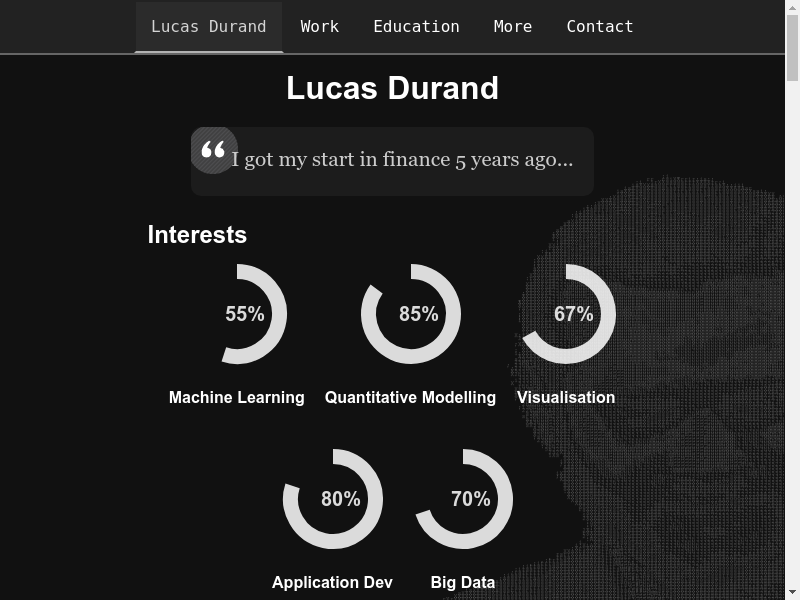 Lucas Durand Work Education More Contact
Lucas Durand
“ I got my start in finance 5 years ago...
Interests
55% 85% 67%
Machine Learning Quantitative Modelling Visualisation
80% 70%
Application Dev Big Data